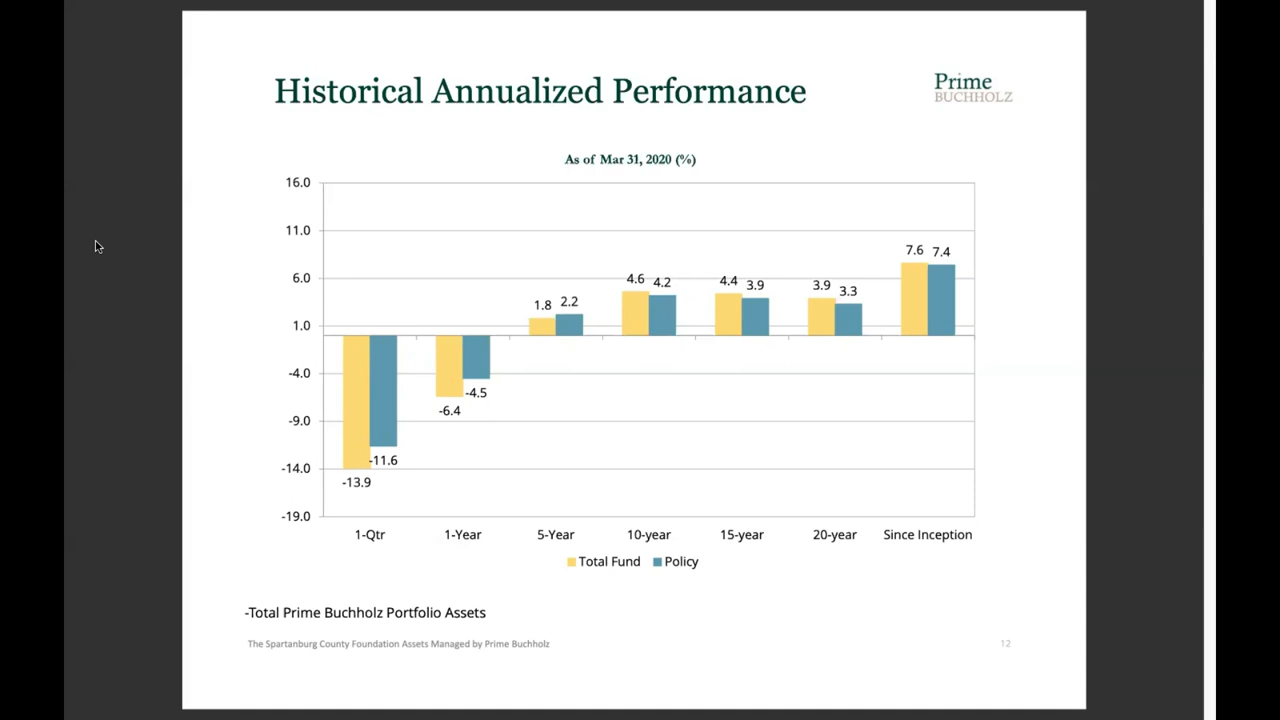 Historical Annualized Performance
Prime
BUCHHOLZ
As of Mar 31, 2020 (%)
16.0
11.0
6.0
1.0
-4.0
-9.0
-14.0
-19.0
-13.9
-11.6
-6.4
-4.5
1.8
2.2
4.6
4.2
4.4
3.9
3.9
3.3
7.6
7.4
1-Qtr
1-Year
5-Year
10-year
15-year
20-year
Since Inception
Total Fund
Policy
-Total Prime Buchholz Portfolio Assets
The Spartanburg County Foundation Assets Managed by Prime Buchholz
12